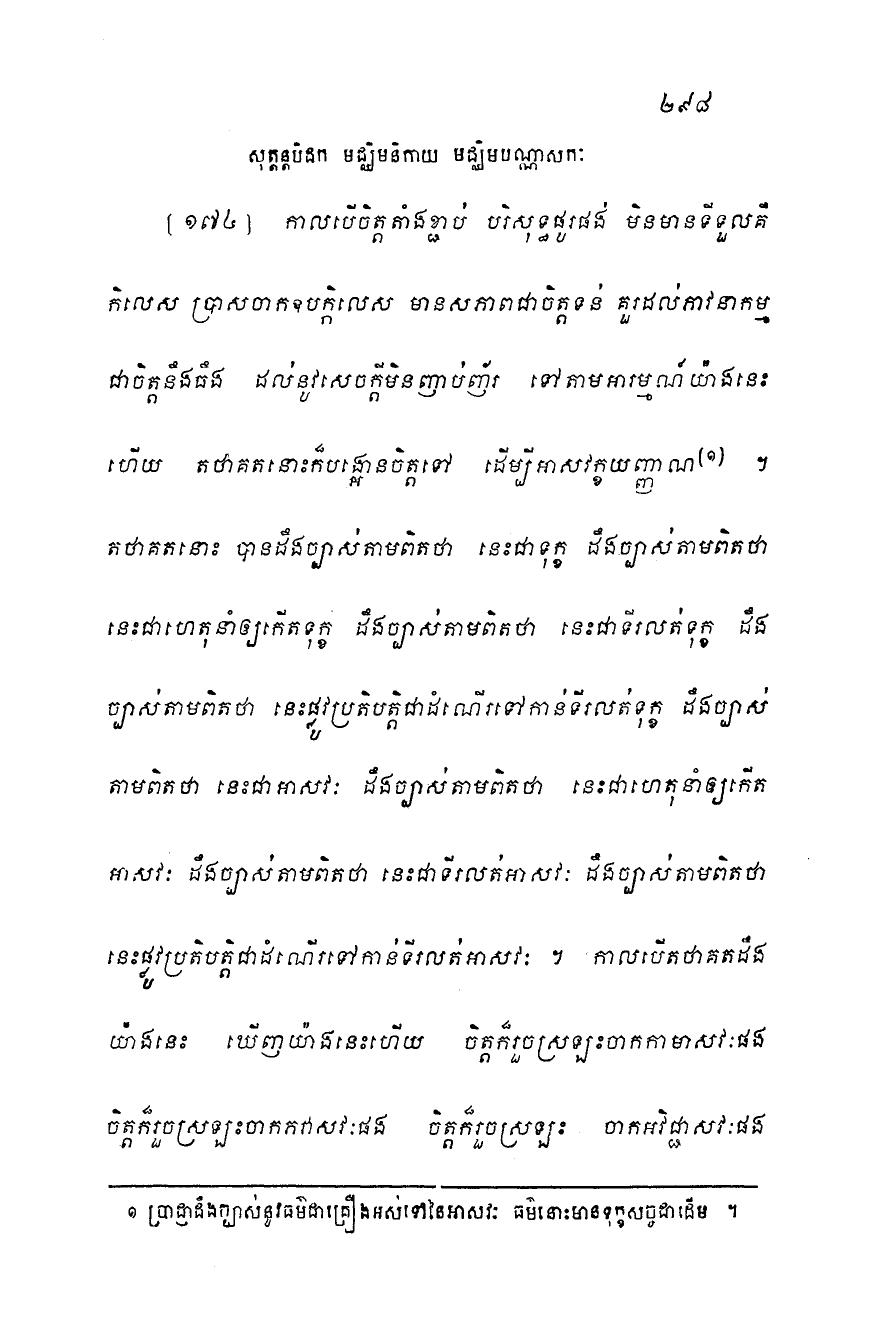 ២៩៨
សុត្តន្តបិដក មជ្ឈិមនិកាយ មជ្ឈិមបណ្ណាសកៈ
[១៧៤] កាលបើចិត្តតាំងខ្ជាប់ បរិសុទ្ធផូរផង់ មិនមានទីទួលគឺ
កិលេស ប្រាសចាកឧបក្កិលេស មានសភាពជាចិត្តទន់ គួរដល់ភាវនាកម្ម
ជាចិត្តនឹងធឹង ដល់នូវសេចក្តីមិនញាប់ញ័រ ទៅតាមអារម្មណ៍យ៉ាងនេះ
ហើយ តថាគតនោះក៏បង្អោនចិត្តទៅ ដើម្បីអាសវក្ខយញ្ញាណ(១) ។
តថាគតនោះ បានដឹងច្បាស់តាមពិតថា នេះជាទុក្ខ ដឹងច្បាស់តាមពិតថា
នេះជាហេតុនាំឲ្យកើតទុក្ខ ដឹងច្បាស់តាមពិតថា នេះជាទីរលត់ទុក្ខ ដឹង
ច្បាស់តាមពិតថា នេះផ្លូវប្រតិបត្តិជាដំណើរទៅកាន់ទីរលត់ទុក្ខ ដឹងច្បាស់
តាមពិតថា នេះជាអាសវៈ ដឹងច្បាស់តាមពិតថា នេះជាហេតុនាំឲ្យកើត
អាសវៈ ដឹងច្បាស់តាមពិតថា នេះជាទីរលត់អាសវៈ ដឹងច្បាស់តាមពិតថា
នេះផ្លូវប្រតិបត្តិជាដំណើរទៅកាន់ទីរលត់អាសវៈ ។ កាលបើតថាគតដឹង
យ៉ាងនេះ ឃើញយ៉ាងនេះហើយ ចិត្តក៏រួចស្រឡះចាកកាមាសវៈផង
ចិត្តក៏រួចស្រឡះចាកភវាសវៈផង ចិត្តក៏រួចស្រឡះ ចាកអវិជ្ជាសវៈផង
១ ប្រាជ្ញាដឹងច្បាស់នូវធម៌ជាគ្រឿងអស់ទៅនៃអាសវៈ ធម៌នោះមានទុក្ខសច្ចជាដើម ។